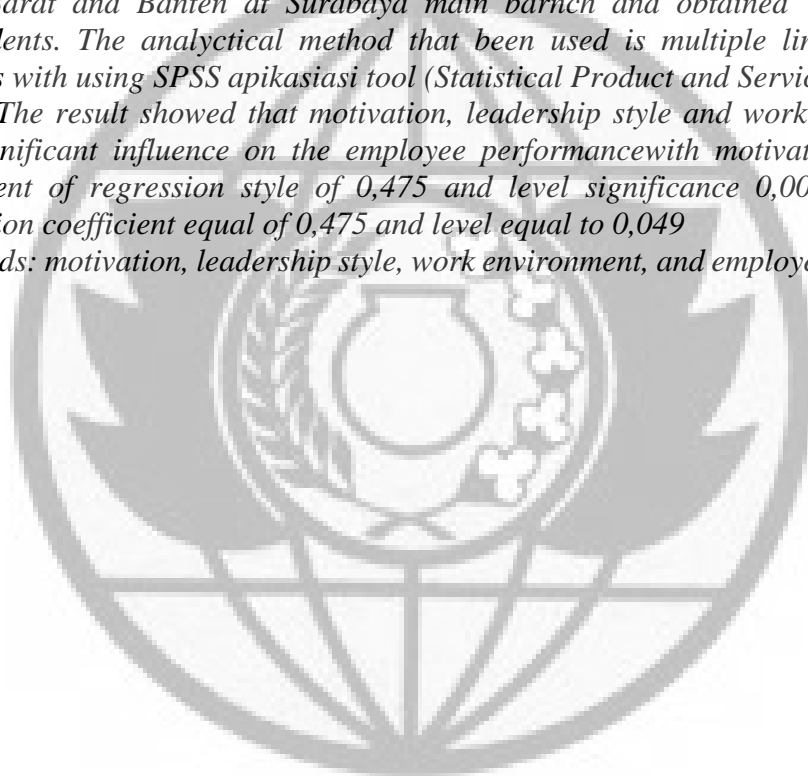 Barat and Banten at Surabaya main barnch and obtained
dents. The analyctical method that been used is multiple lin
s with using SPSS apikasiasi tool (Statistical Product and Servic
The result showed that motivation, leadership style and work
nificant influence on the employee performancewith motivat
ent of regression style of 0,475 and level significance 0,00
ion coefficient equal of 0,475 and level equal to 0,049
ds: motivation, leadership style, work environment, and employe